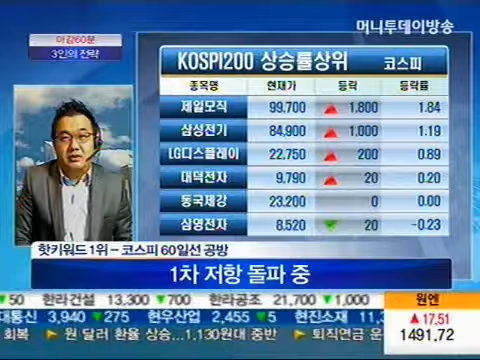 마감60분
머니투데이방송
3인의 전략
KOSPI200 상승률상위 코스피
종목명 현재가 등락 등락률
제일모직 99,700 ▲ 1,800 1.84
삼성전기 84,900 ▲ 1,000 1.19
LG디스플레이 22,750 ▲ 200 0.89
대덕전자 9,790 ▲ 20 0.20
동국제강 23,200 0 0.00
삼영전자 8,520 ▼ 20 -0.23
핫키워드 1위 - 코스피 60일선 공방
1차 저항 돌파 중
▼50 한라건설 13,300 ▼700 한라공조 21,700 ▼1,000 원엔
대통신 3,940 ▼275 현우산업 2,455 ▼5 현진소재 11,3 ▲17,51
회복 ▶ 원 달러 환율 상승...1,130원대 중반 ▶ 퇴직연금 운 1491,72